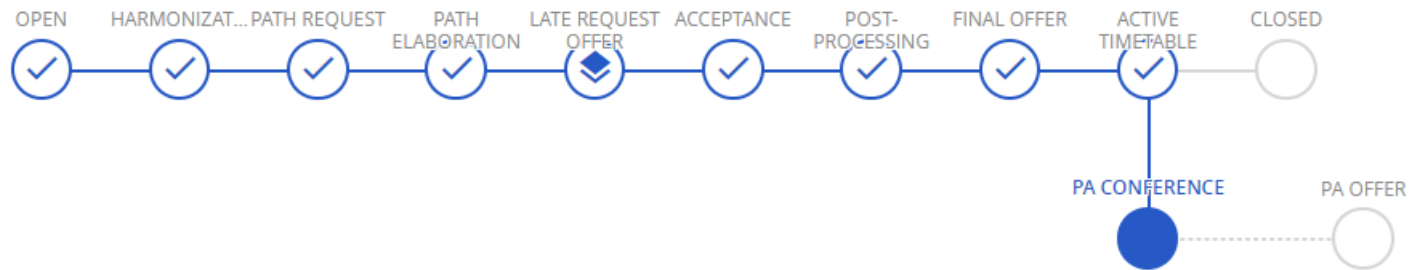 OPEN
HARMONIZAT...
PATH REQUEST
PATH
ELABORATION
LATE REQUEST
OFFER
ACCEPTANCE
POST-
PROCESSING
FINAL OFFER
ACTIVE
TIMETABLE
CLOSED
PA CONFERENCE
PA OFFER